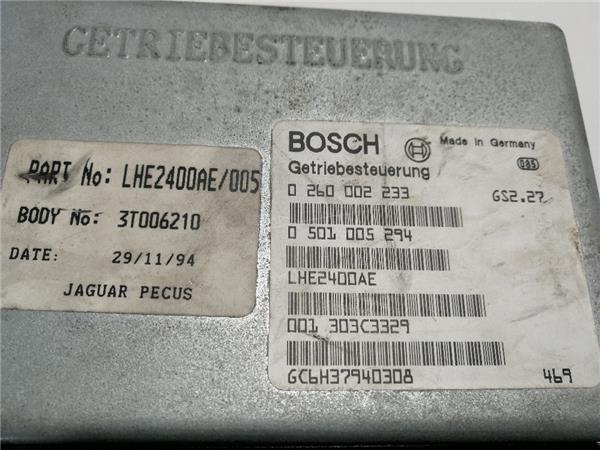 GETRIEBESTEUERUNG
PART No: LHE2400AE/005
BODY No: 3T006210
DATE: 29/11/94
JAGUAR PECUS
BOSCH Made in Germany
Getriebesteuerung 085
0 260 002 233 GS2.27
0 501 005 294
LHE2400AE
001 303C3329
GC6H37940308 469